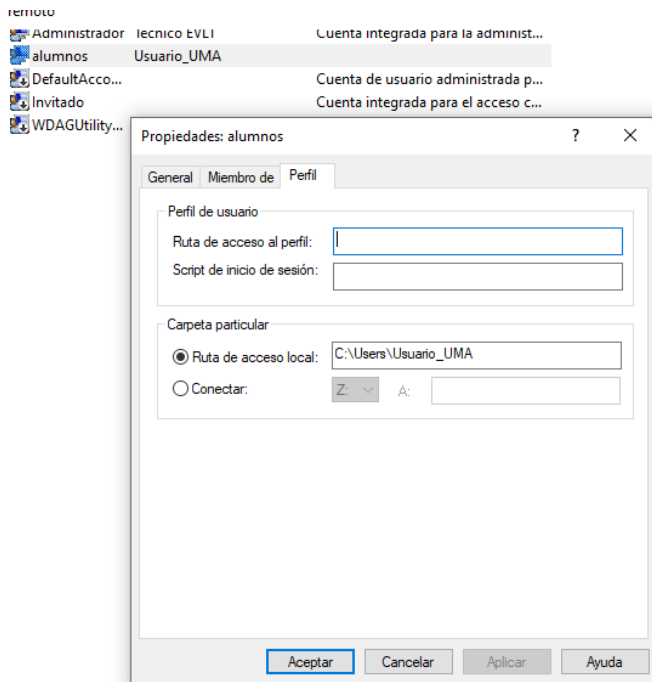 remoto
Administrador Técnico EVLT Cuenta integrada para la administ...
alumnos Usuario_UMA
DefaultAcco... Cuenta de usuario administrada p...
Invitado Cuenta integrada para el acceso c...
WDAGUtility...
Propiedades: alumnos ? ×
General Miembro de Perfil
Perfil de usuario
Ruta de acceso al perfil:
Script de inicio de sesión:
Carpeta particular
Ruta de acceso local: C:\Users\Usuario_UMA
Conectar: Z: A:
Aceptar Cancelar Aplicar Ayuda